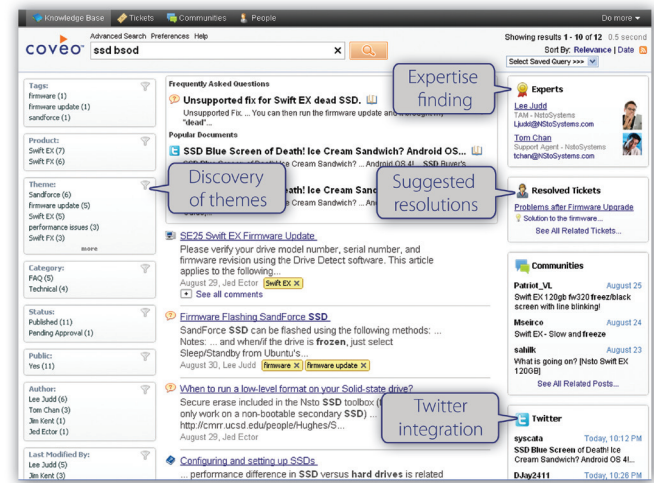 Knowledge Base Tickets Communities People Do more
Advanced Search Preferences Help
coveo ssd bsod
Showing results 1 - 10 of 12 0.5 second
Sort By: Relevance | Date
Select Saved Query >>>
Tags:
firmware (1)
firmware update (1)
sandforce (1)
Product:
Swift EX (7)
Swift FX (6)
Theme:
Sandforce (6)
firmware update (5)
Swift EX (5)
performance issues (3)
Swift FX (3)
more
Category:
FAQ (5)
Technical (4)
Status:
Published (11)
Pending Approval (1)
Public:
Yes (11)
Author:
Lee Judd (6)
Tom Chan (3)
Jim Kent (1)
Jed Ector (1)
Last Modified By:
Lee Judd (5)
Jim Kent (3)
Discovery
of themes
Frequently Asked Questions
Unsupported fix for Swift EX dead SSD.
Unsupported Fix. ... You can then run the firmware update and
"dead"...
Popular Documents
SSD Blue Screen of Death! Ice Cream Sandwich? Android OS...
Cream Sandwich? ... Android OS 4! ... SSD Buyer's
ath! Ice Cream Sand
Cream Sandwich? ... And
SE25 Swift EX Firmware Update
Please verify your drive model number, serial number, and
firmware revision using the Drive Detect software. This article
applies to the following...
August 29, Jed Ector Swift EX ×
See all comments
Firmware Flashing SandForce SSD
SandForce SSD can be flashed using the following methods: ...
Notes: ... and when/if the drive is frozen, just select
Sleep/Standby from Ubuntu's...
August 30, Lee Judd firmware × firmware update ×
When to run a low-level format on your Solid-state drive?
Secure erase included in the Nsto SSD toolbox (
only work on a non-bootable secondary SSD) ...
http://cmrr.ucsd.edu/people/Hughes/S...
August 29, Jed Ector
Configuring and setting up SSDs
... performance difference in SSD versus hard drives is related
Expertise
finding
Suggested
resolutions
Twitter
integration
Experts
Lee Judd
TAM - NstoSystems
Ljudd@NStoSystems.com
Tom Chan
Support Agent - NstoSystems
tchan@NStoSystems.com
Resolved Tickets
Problems after Firmware Upgrade
Solution to the firmware...
See All Related Tickets...
Communities
Patriot_VL August 25
Swift EX 120gb fw320 freez/black
screen with line blinking!
Mseirco August 24
Swift EX - Slow and freeze
sahilk August 23
What is going on? [Nsto Swift EX
120GB]
See All Related Posts...
Twitter
syscata Today, 10:12 PM
SSD Blue Screen of Death! Ice
Cream Sandwich? Android OS 4!...
DJay2411 Today, 10:26 PM